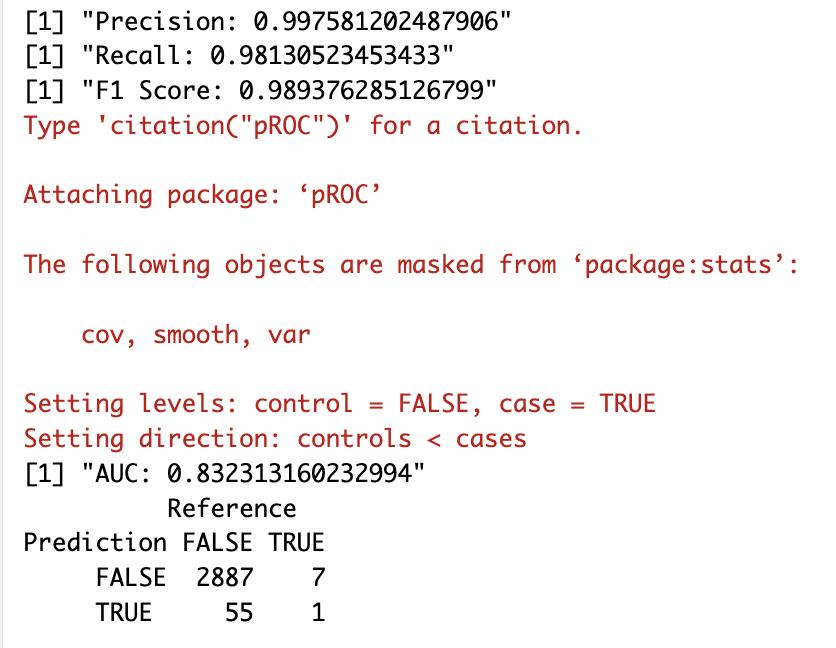 [1] "Precision: 0.997581202487906"
[1] "Recall: 0.98130523453433"
[1] "F1 Score: 0.989376285126799"
Type 'citation("pROC")' for a citation.
Attaching package: ‘pROC’
The following objects are masked from ‘package:stats’:
cov, smooth, var
Setting levels: control = FALSE, case = TRUE
Setting direction: controls < cases
[1] "AUC: 0.832313160232994"
Reference
Prediction FALSE TRUE
FALSE 2887 7
TRUE 55 1